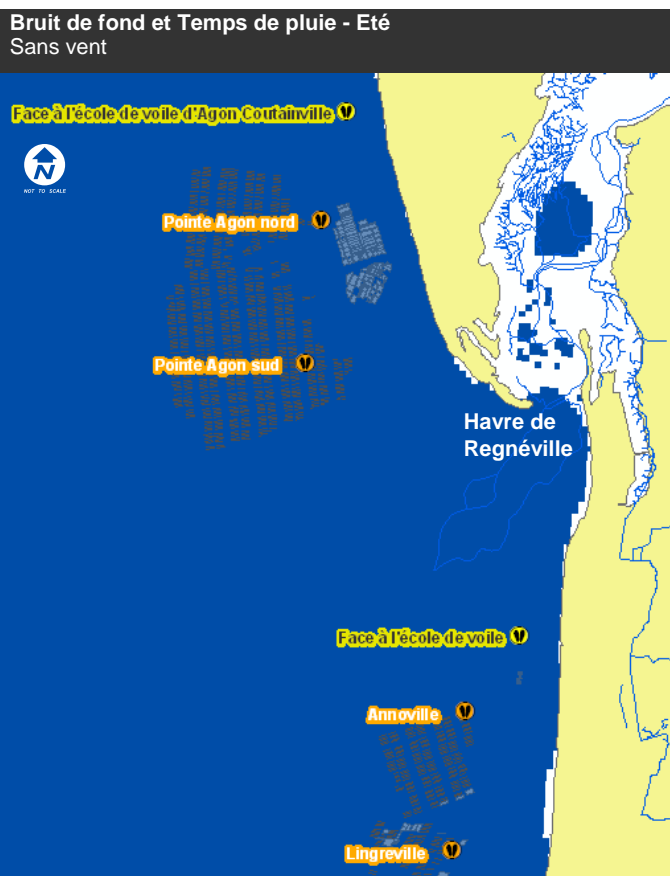 Bruit de fond et Temps de pluie - Eté
Sans vent
Face à l'école de voile d'Agon Coutainville
N
NOT TO SCALE
Pointe Agon nord
Pointe Agon sud
Havre de
Regnéville
Face à l'école de voile
Annoville
Lingreville